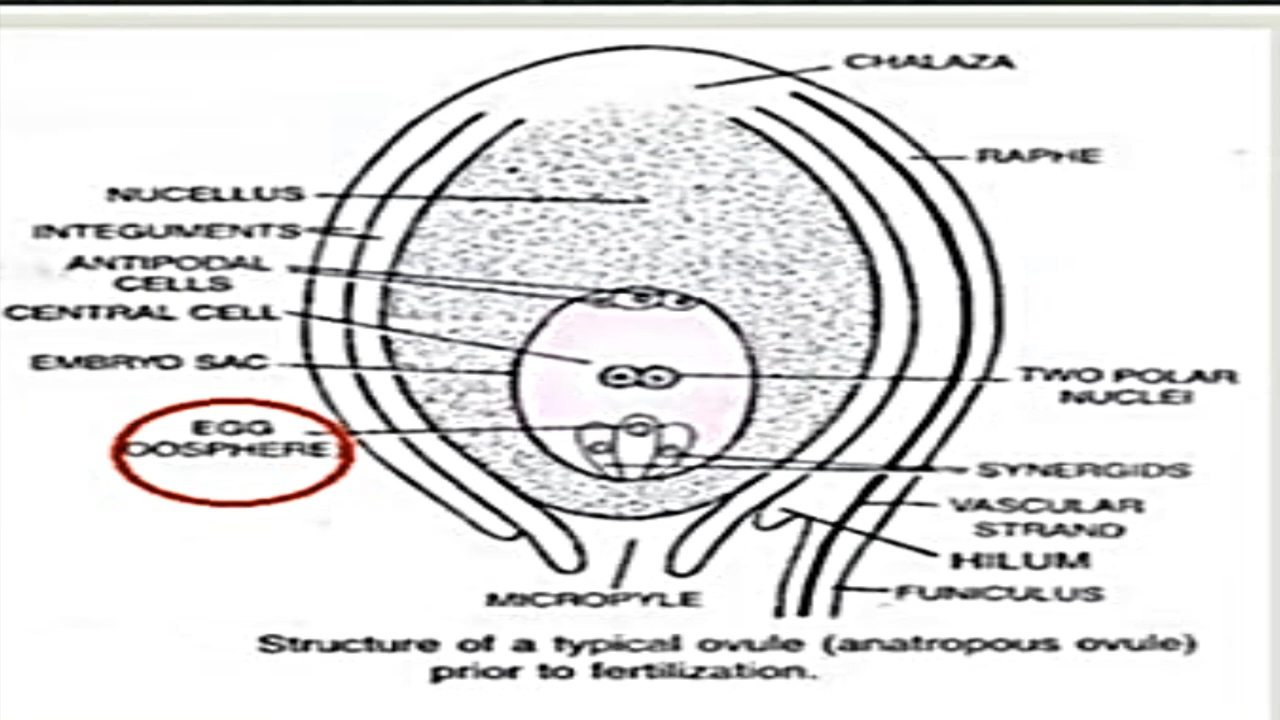 CHALAZA
RAPHE
NUCELLUS
INTEGUMENTS
ANTIPODAL
CELLS
CENTRAL CELL
EMBRYO SAC
TWO POLAR
NUCLEI
EGG
OOSPHERE
SYNERGIDS
VASCULAR
STRAND
HILUM
FUNICULUS
MICROPYLE
Structure of a typical ovule (anatropous ovule)
prior to fertilization.